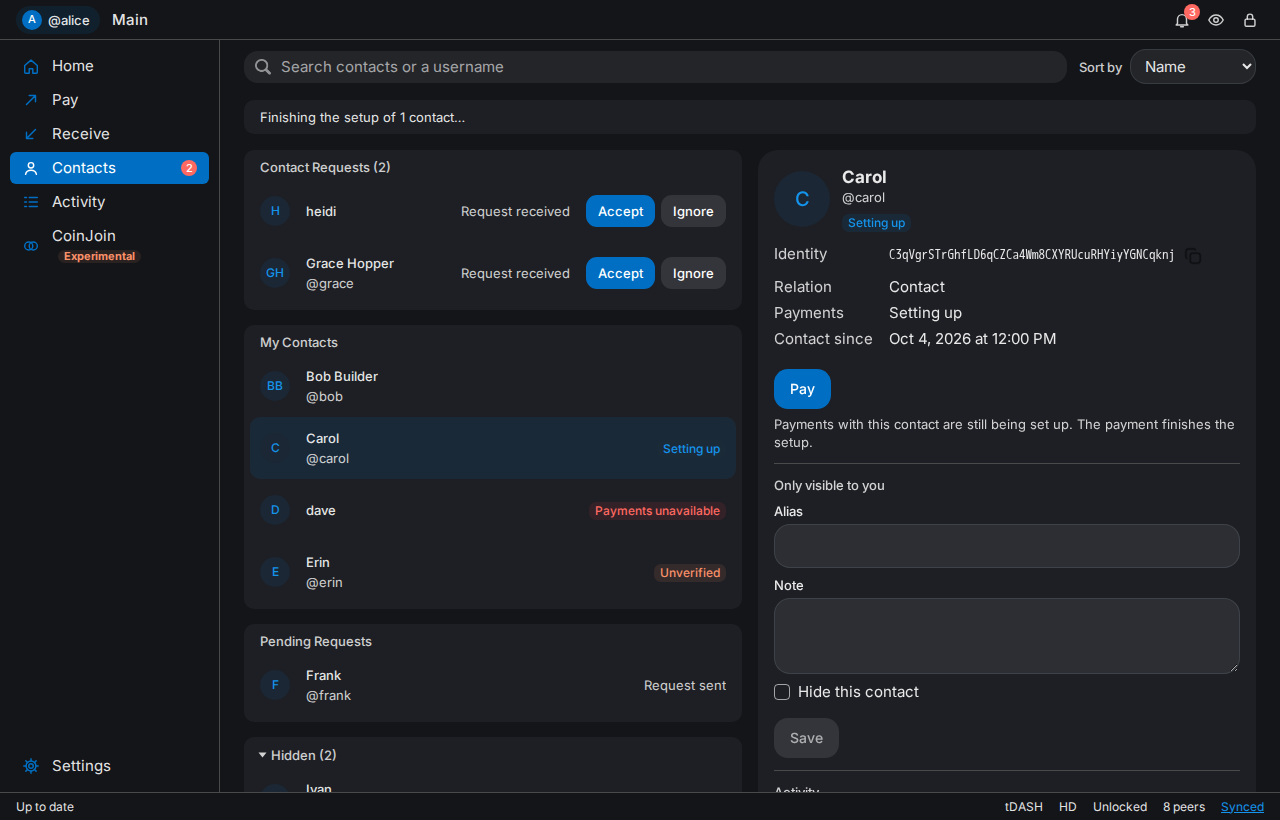 A @alice Main 3
Home
Pay
Receive
Contacts 2
Activity
CoinJoin
Experimental
Settings
Search contacts or a username
Sort by Name
Finishing the setup of 1 contact...
Contact Requests (2)
H heidi Request received Accept Ignore
GH Grace Hopper
@grace
Request received Accept Ignore
My Contacts
BB Bob Builder
@bob
C Carol
@carol
Setting up
D dave Payments unavailable
E Erin
@erin
Unverified
Pending Requests
F Frank
@frank
Request sent
Hidden (2)
Ivan
C Carol
@carol
Setting up
Identity C3qVgrSTrGhfLD6qCZCa4Wm8CXYRUcuRHYiyYGNCqknj
Relation Contact
Payments Setting up
Contact since Oct 4, 2026 at 12:00 PM
Pay
Payments with this contact are still being set up. The payment finishes the
setup.
Only visible to you
Alias
Note
Hide this contact
Save
Activity
Up to date tDASH HD Unlocked 8 peers Synced